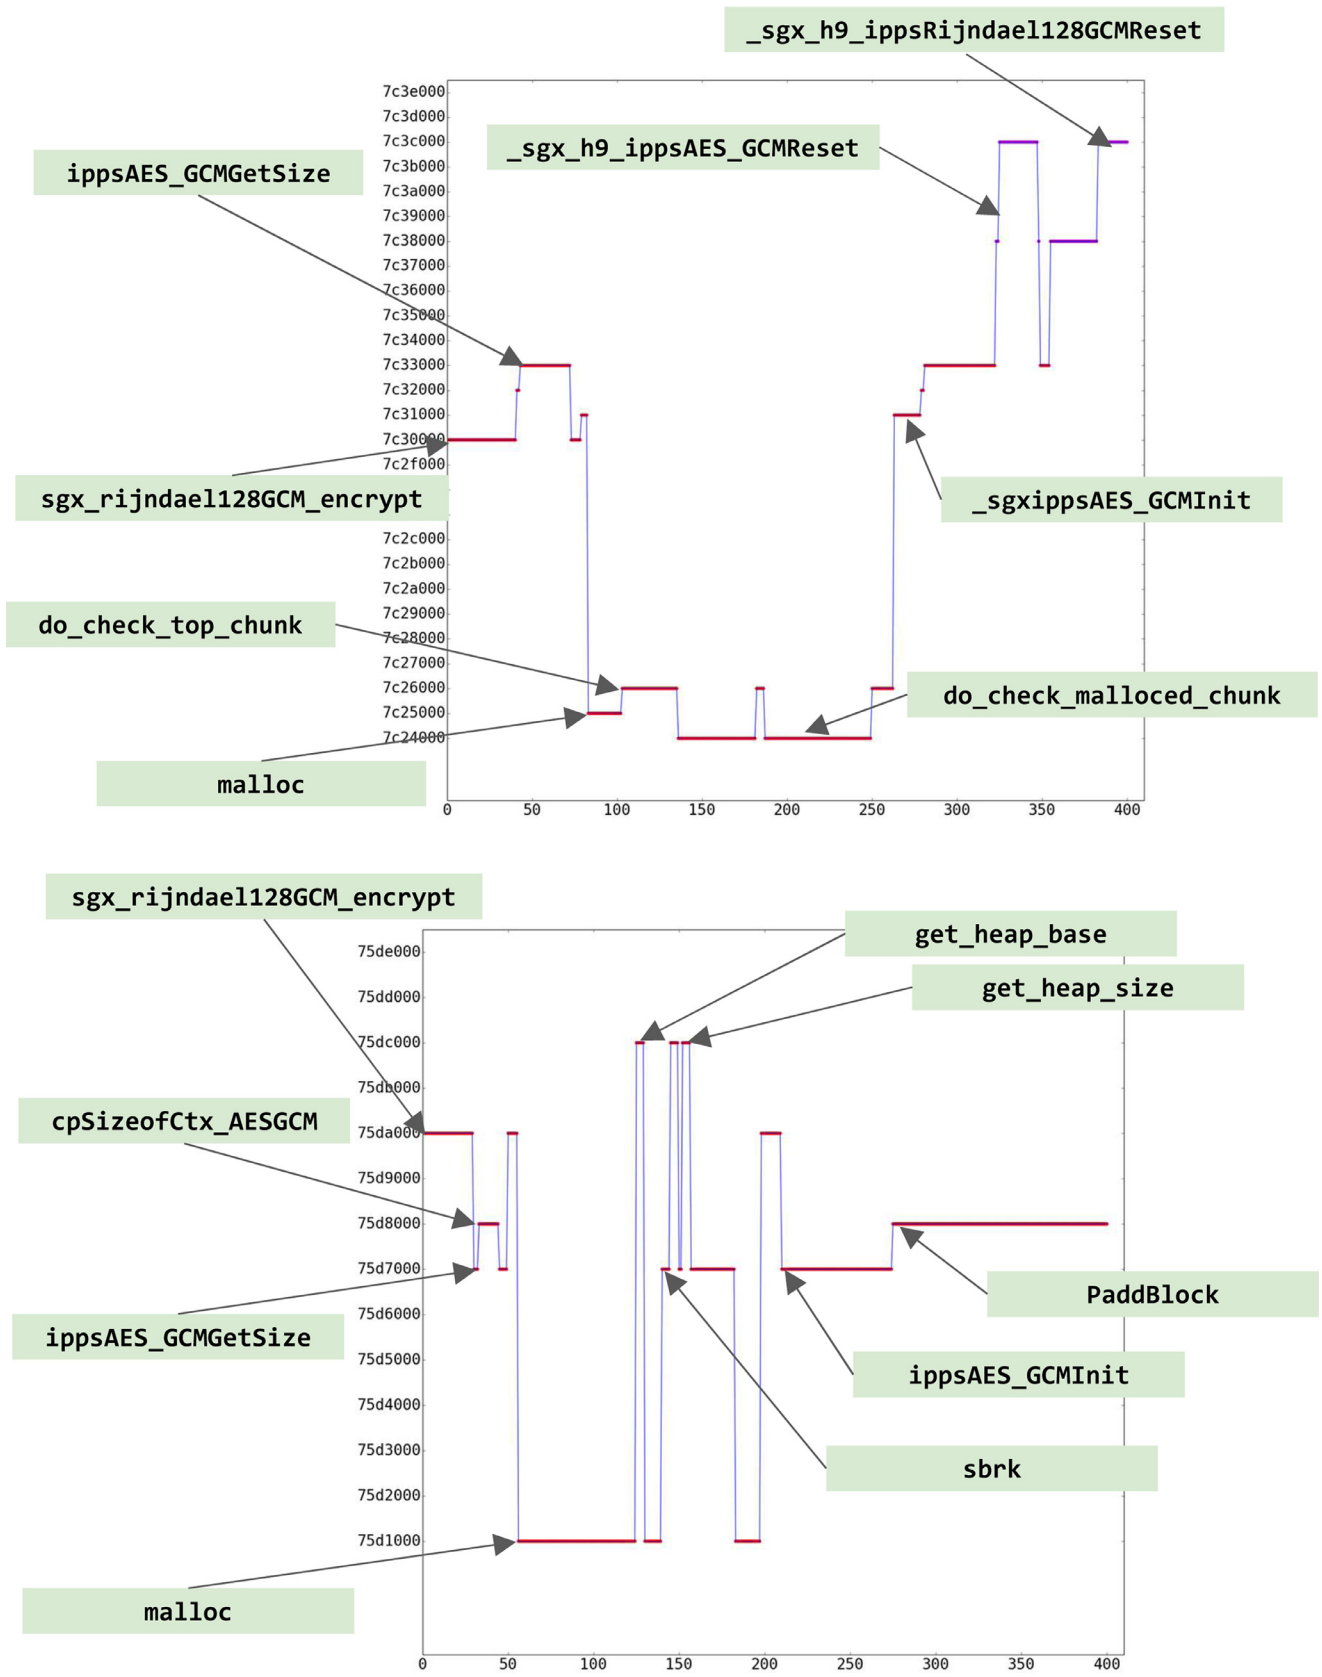 _sgx_h9_ippsRijndael128GCMReset
7c3e000
7c3d000
7c3c000
_sgx_h9_ippsAES_GCMReset
7c3b000
ippsAES_GCMGetSize
7c3a000
7c39000
7c38000
7c37000
7c36000
7c35000
7c34000
7c33000
7c32000
7c31000
7c30000
7c2f000
sgx_rijndael128GCM_encrypt
_sgxippsAES_GCMInit
7c2c000
7c2b000
7c2a000
7c29000
do_check_top_chunk
7c28000
7c27000
7c26000
do_check_malloced_chunk
7c25000
7c24000
malloc
0 50 100 150 200 250 300 350 400
sgx_rijndael128GCM_encrypt
get_heap_base
75de000
get_heap_size
75dd000
75dc000
75db000
cpSizeofCtx_AESGCM
75da000
75d9000
75d8000
75d7000
PaddBlock
75d6000
ippsAES_GCMGetSize
75d5000
ippsAES_GCMInit
75d4000
75d3000
sbrk
75d2000
75d1000
malloc
0 50 100 150 200 250 300 350 400